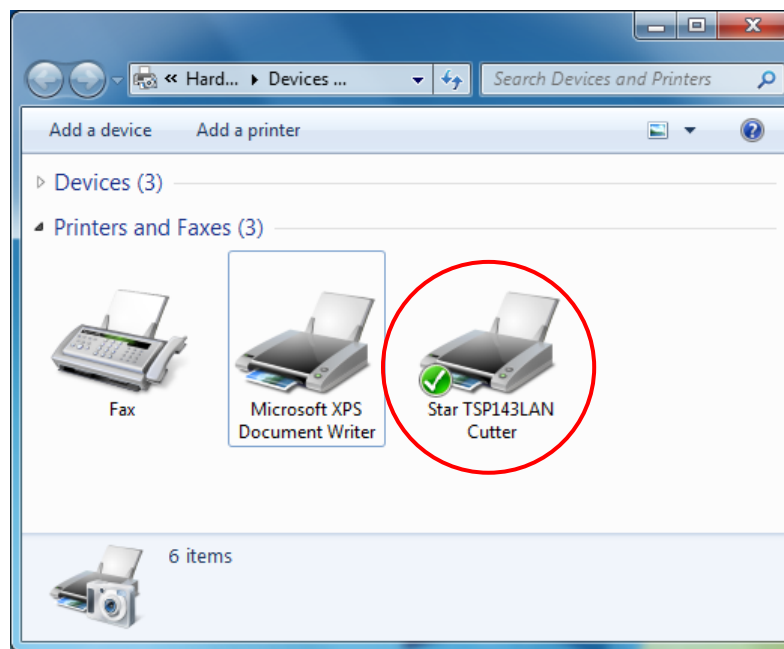 « Hard... ▸ Devices ...
Search Devices and Printers
Add a device
Add a printer
Devices (3)
Printers and Faxes (3)
Fax
Microsoft XPS
Document Writer
Star TSP143LAN
Cutter
6 items